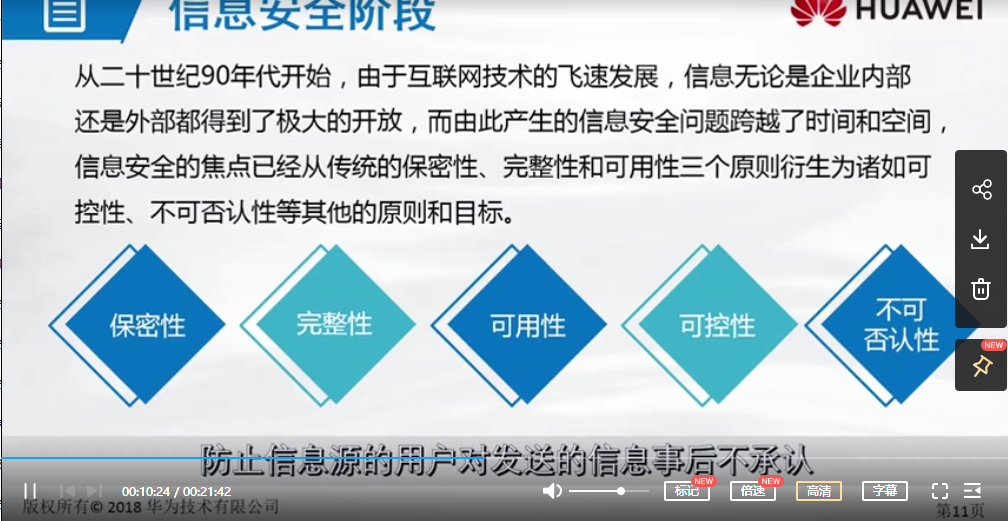 信息安全阶段
HUAWEI
从二十世纪90年代开始，由于互联网技术的飞速发展，信息无论是企业内部
还是外部都得到了极大的开放，而由此产生的信息安全问题跨越了时间和空间，
信息安全的焦点已经从传统的保密性、完整性和可用性三个原则衍生为诸如可
控性、不可否认性等其他的原则和目标。
保密性
完整性
可用性
可控性
不可
否认性
NEW
防止信息源的用户对发送的信息事后不承认
00:10:24 / 00:21:42
标记
NEW
倍速
NEW
高清
字幕
版权所有© 2018 华为技术有限公司
第11页